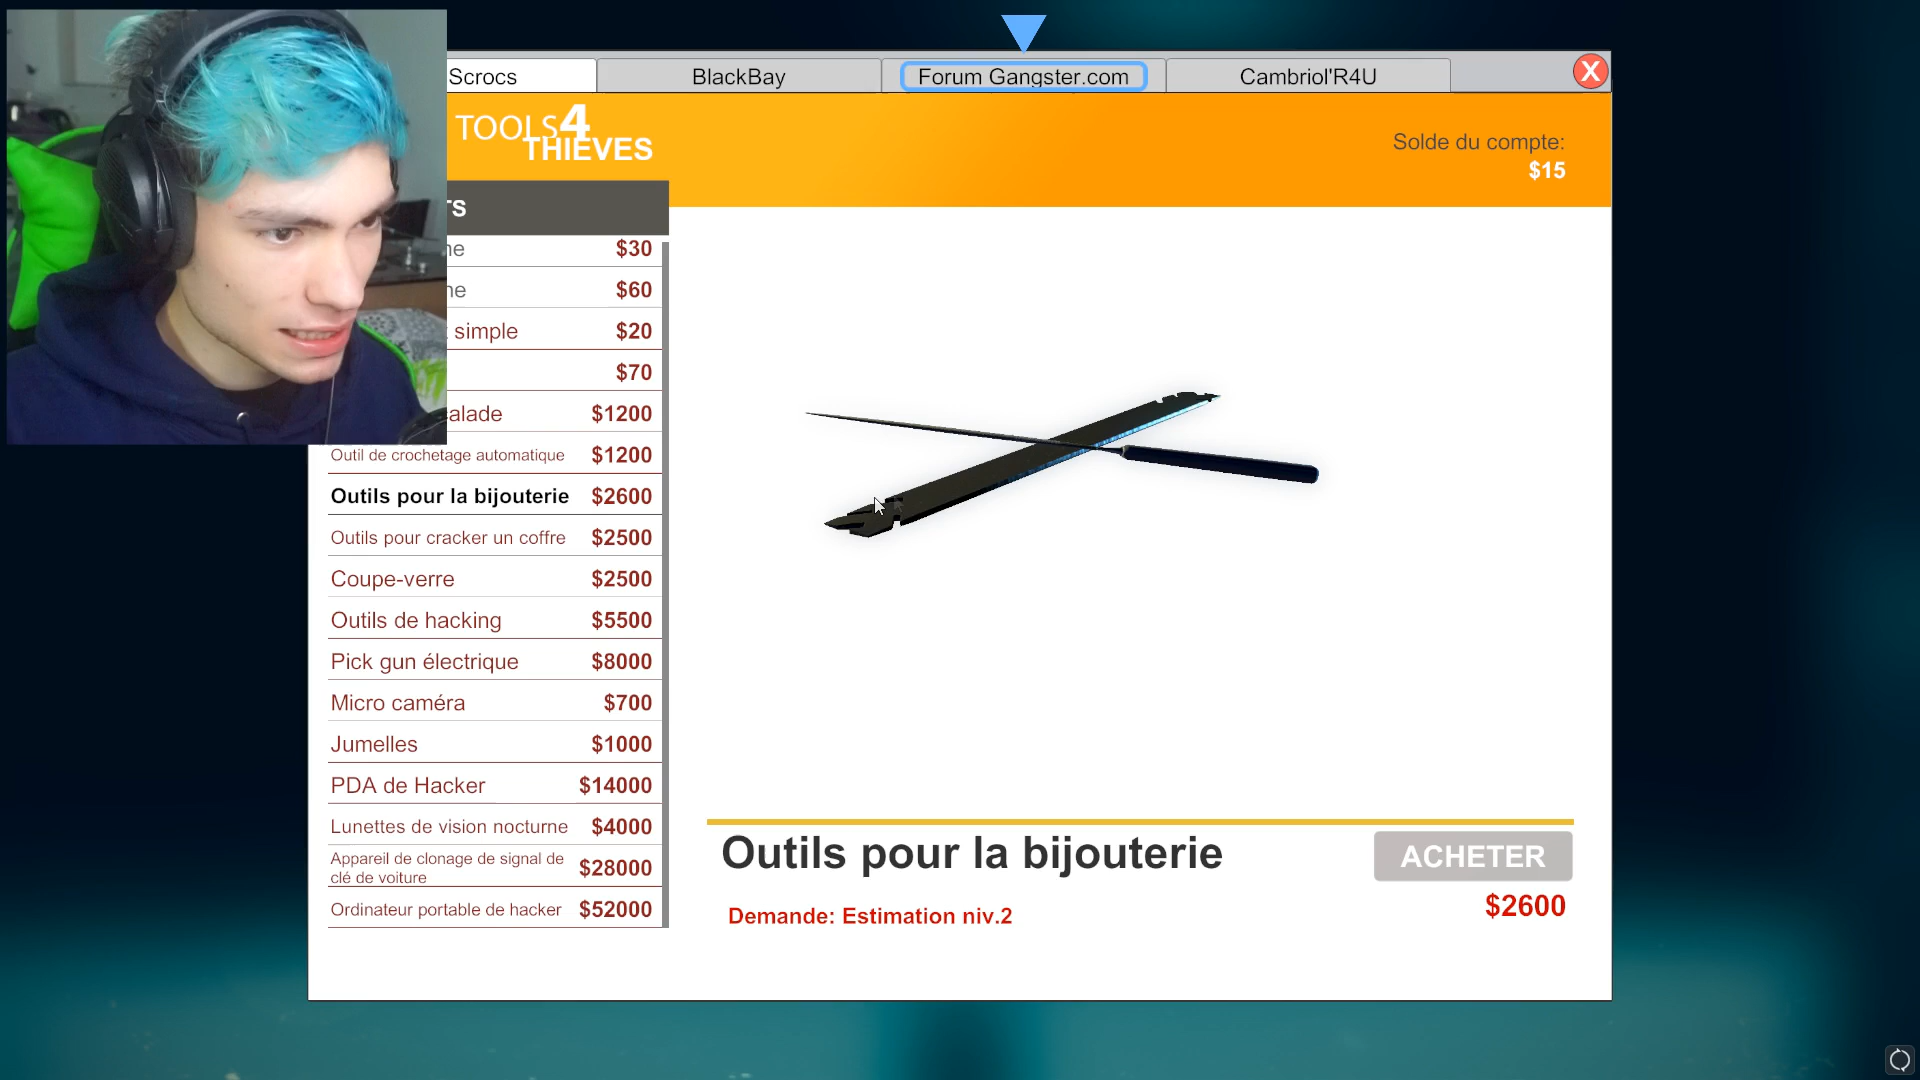 Scrocs
BlackBay
Forum Gangster.com
Cambriol'R4U
X
TOOLS4
THIEVES
Solde du compte:
$15
$30
$60
simple $20
$70
$1200
Outil de crochetage automatique $1200
Outils pour la bijouterie $2600
Outils pour cracker un coffre $2500
Coupe-verre $2500
Outils de hacking $5500
Pick gun électrique $8000
Micro caméra $700
Jumelles $1000
PDA de Hacker $14000
Lunettes de vision nocturne $4000
Appareil de clonage de signal de
clé de voiture $28000
Ordinateur portable de hacker $52000
Outils pour la bijouterie
ACHETER
Demande: Estimation niv.2
$2600